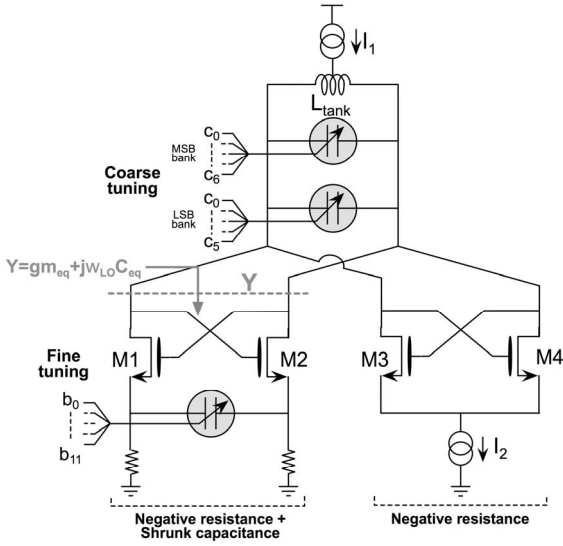 I1
Ltank
c0
MSB
bank
c6
Coarse
tuning
c0
LSB
bank
c5
Y=gmeq+jwLOCeq
Y
M1
M2
M3
M4
Fine
tuning
b0
b11
I2
Negative resistance +
Shrunk capacitance
Negative resistance